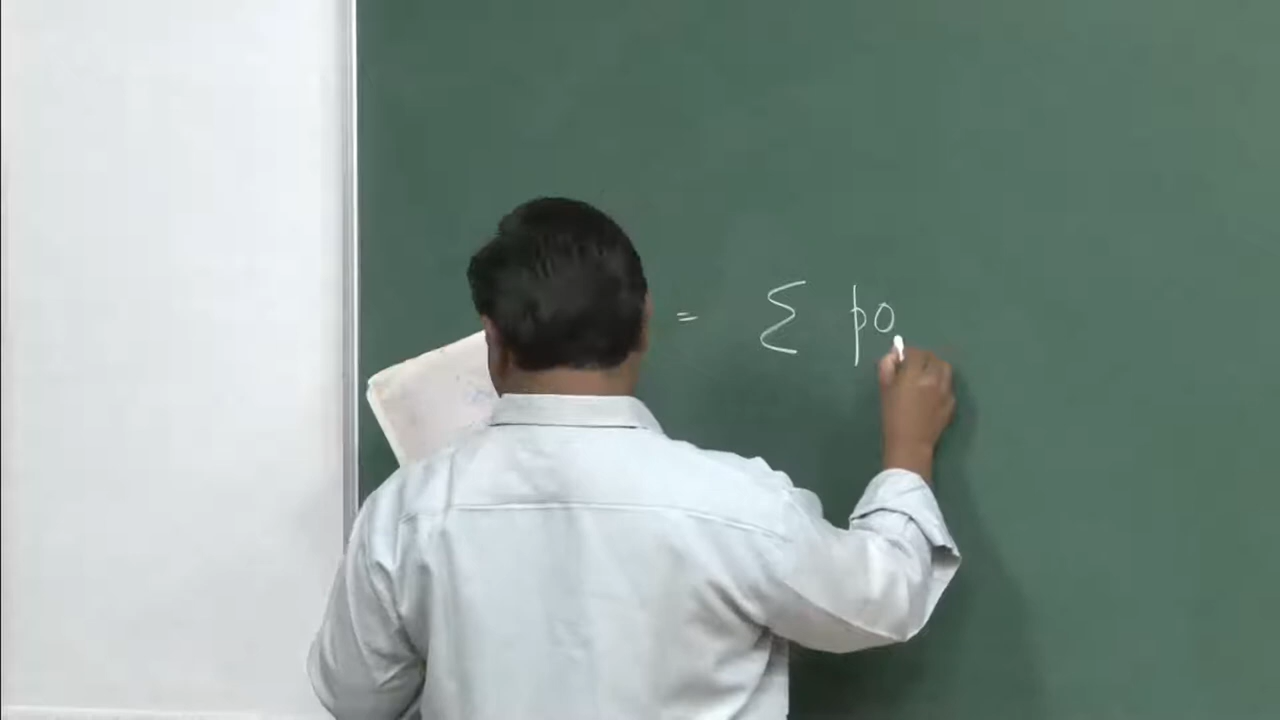 = Σ po